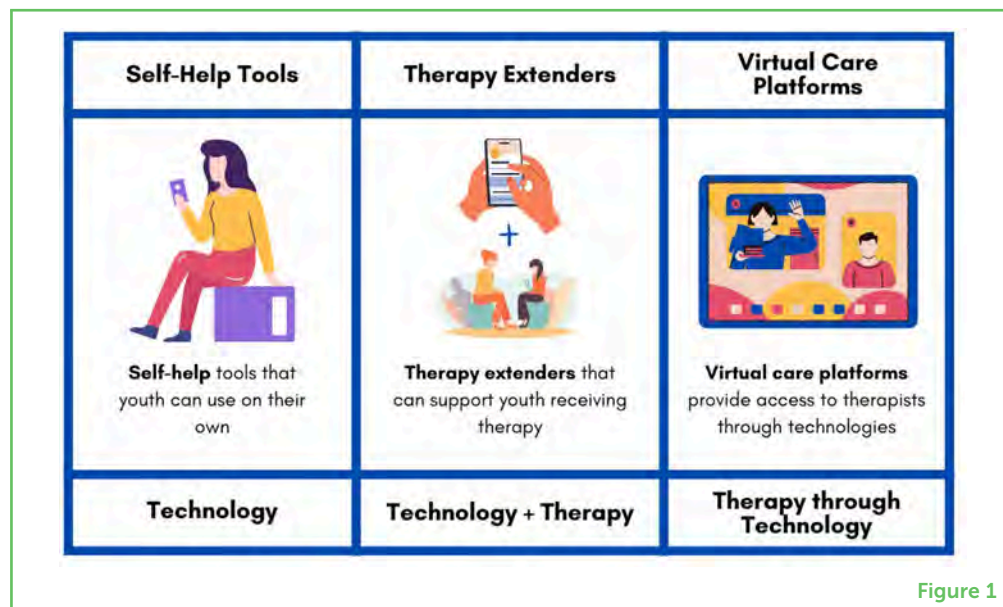 Self-Help Tools
Therapy Extenders
Virtual Care
Platforms
Self-help tools that
youth can use on their
own
Therapy extenders that
can support youth receiving
therapy
Virtual care platforms
provide access to therapists
through technologies
Technology
Technology + Therapy
Therapy through
Technology
Figure 1